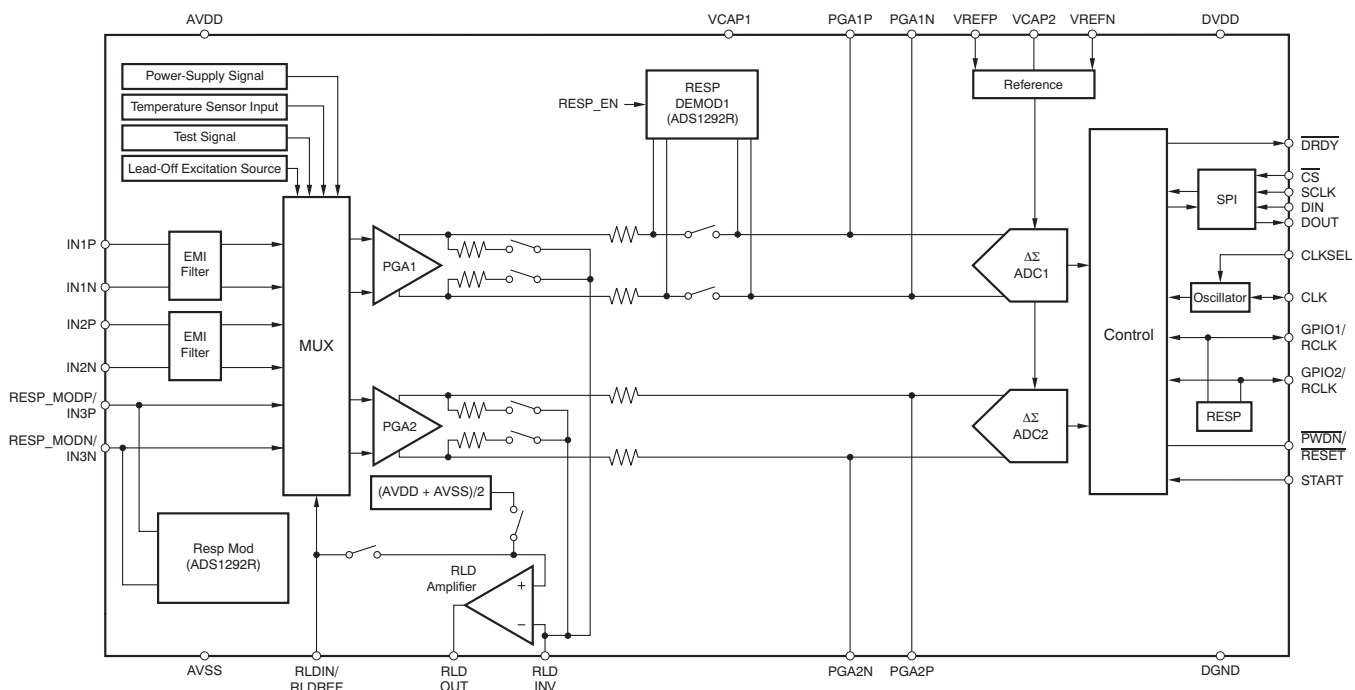 AVDD
VCAP1
PGA1P
PGA1N
VREFP
VCAP2
VREFN
DVDD
Power-Supply Signal
Temperature Sensor Input
Test Signal
Lead-Off Excitation Source
RESP_EN
RESP
DEMOD1
(ADS1292R)
Reference
DRDY
CS
SCLK
DIN
DOUT
SPI
CLKSEL
Oscillator
CLK
GPIO1/
RCLK
GPIO2/
RCLK
RESP
PWDN/
RESET
START
Control
IN1P
IN1N
EMI
Filter
IN2P
IN2N
EMI
Filter
RESP_MODP/
IN3P
RESP_MODN/
IN3N
MUX
PGA1
PGA2
ΔΣ
ADC1
ΔΣ
ADC2
(AVDD + AVSS)/2
Resp Mod
(ADS1292R)
RLD
Amplifier
+
−
AVSS
RLDIN/
RLDREF
RLD
OUT
RLD
INV
PGA2N
PGA2P
DGND